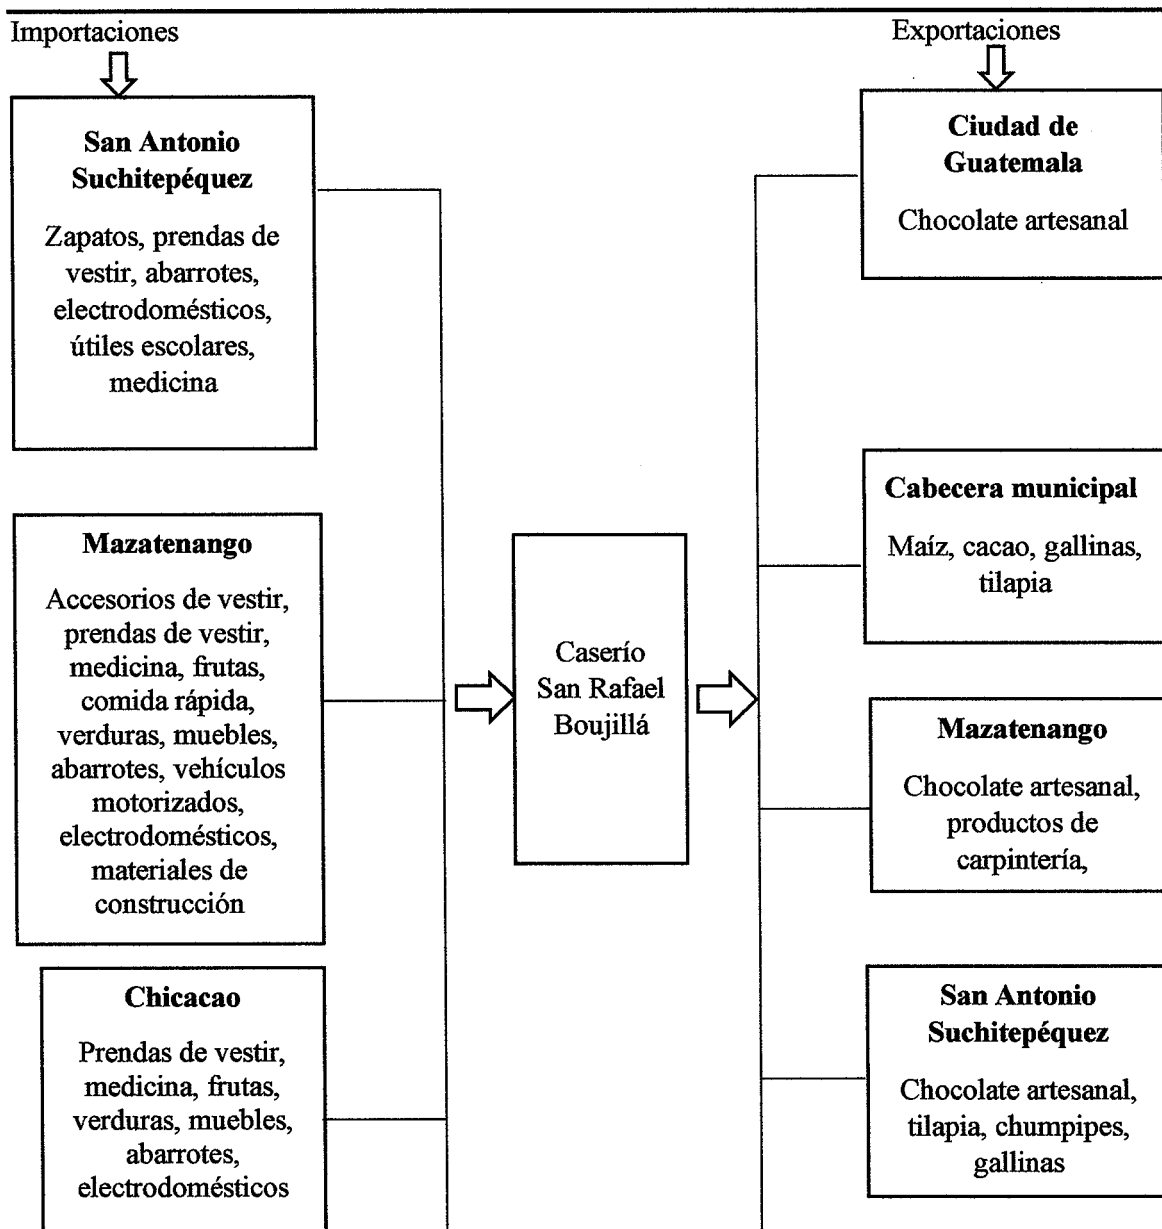 Importaciones
San Antonio
Suchitepéquez
Zapatos, prendas de
vestir, abarrotes,
electrodomésticos,
útiles escolares,
medicina
Mazatenango
Accesorios de vestir,
prendas de vestir,
medicina, frutas,
comida rápida,
verduras, muebles,
abarrotes, vehículos
motorizados,
electrodomésticos,
materiales de
construcción
Chicacao
Prendas de vestir,
medicina, frutas,
verduras, muebles,
abarrotes,
electrodomésticos
Caserío
San Rafael
Boujillá
Exportaciones
Ciudad de
Guatemala
Chocolate artesanal
Cabecera municipal
Maíz, cacao, gallinas,
tilapia
Mazatenango
Chocolate artesanal,
productos de
carpintería,
San Antonio
Suchitepéquez
Chocolate artesanal,
tilapia, chumpipes,
gallinas